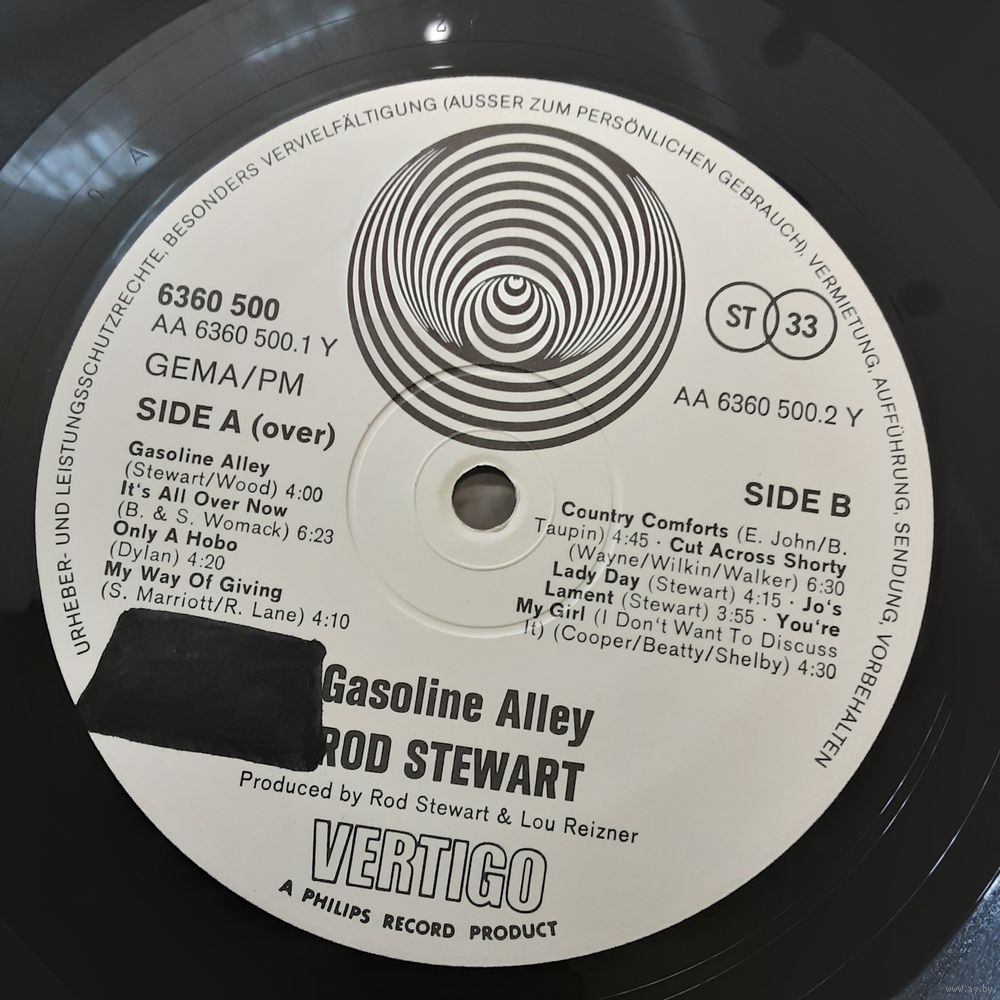 URHEBER- UND LEISTUNGSSCHUTZRECHTE, BESONDERS VERVIELFÄLTIGUNG (AUSSER ZUM PERSÖNLICHEN GEBRAUCH), VERMIETUNG, AUFFÜHRUNG, SENDUNG, VORBEHALTEN
6360 500
AA 6360 500.1 Y
GEMA/PM
SIDE A (over)
Gasoline Alley
(Stewart/Wood) 4:00
It's All Over Now
(B. & S. Womack) 6:23
Only A Hobo
(Dylan) 4:20
My Way Of Giving
(S. Marriott/R. Lane) 4:10
ST 33
AA 6360 500.2 Y
SIDE B
Country Comforts (E. John/B.
Taupin) 4:45 · Cut Across Shorty
(Wayne/Wilkin/Walker) 6:30
Lady Day (Stewart) 4:15 · Jo's
Lament (Stewart) 3:55 · You're
My Girl (I Don't Want To Discuss
It) (Cooper/Beatty/Shelby) 4:30
Gasoline Alley
ROD STEWART
Produced by Rod Stewart & Lou Reizner
VERTIGO
A PHILIPS RECORD PRODUCT
www.ay.by